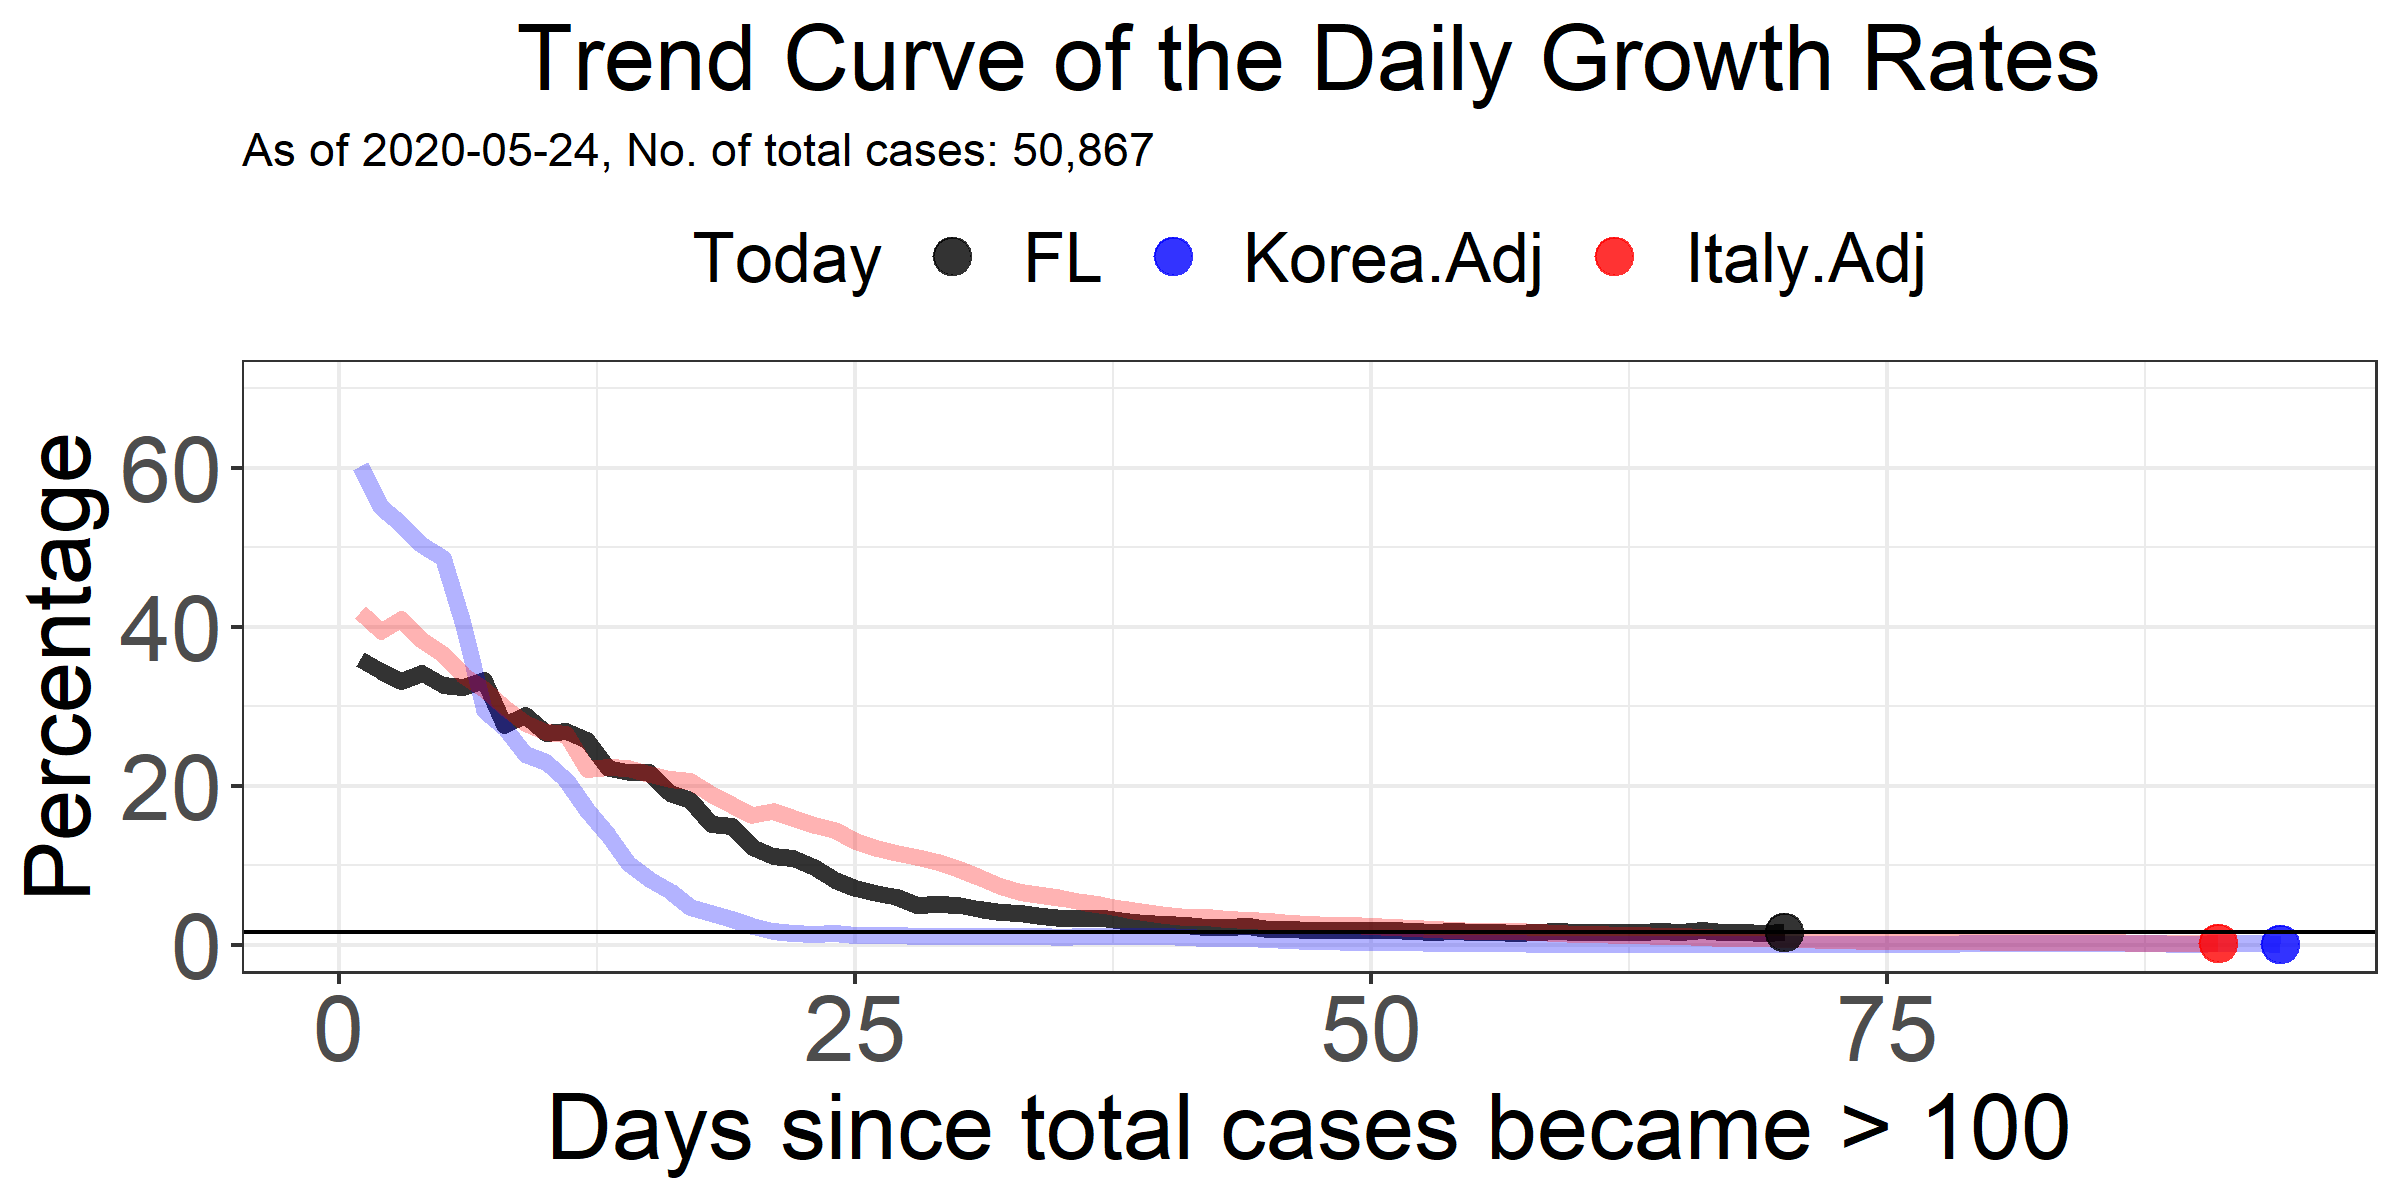 Trend Curve of the Daily Growth Rates
As of 2020-05-24, No. of total cases: 50,867
Today FL Korea.Adj Italy.Adj
Percentage
60
40
20
0
0 25 50 75
Days since total cases became > 100